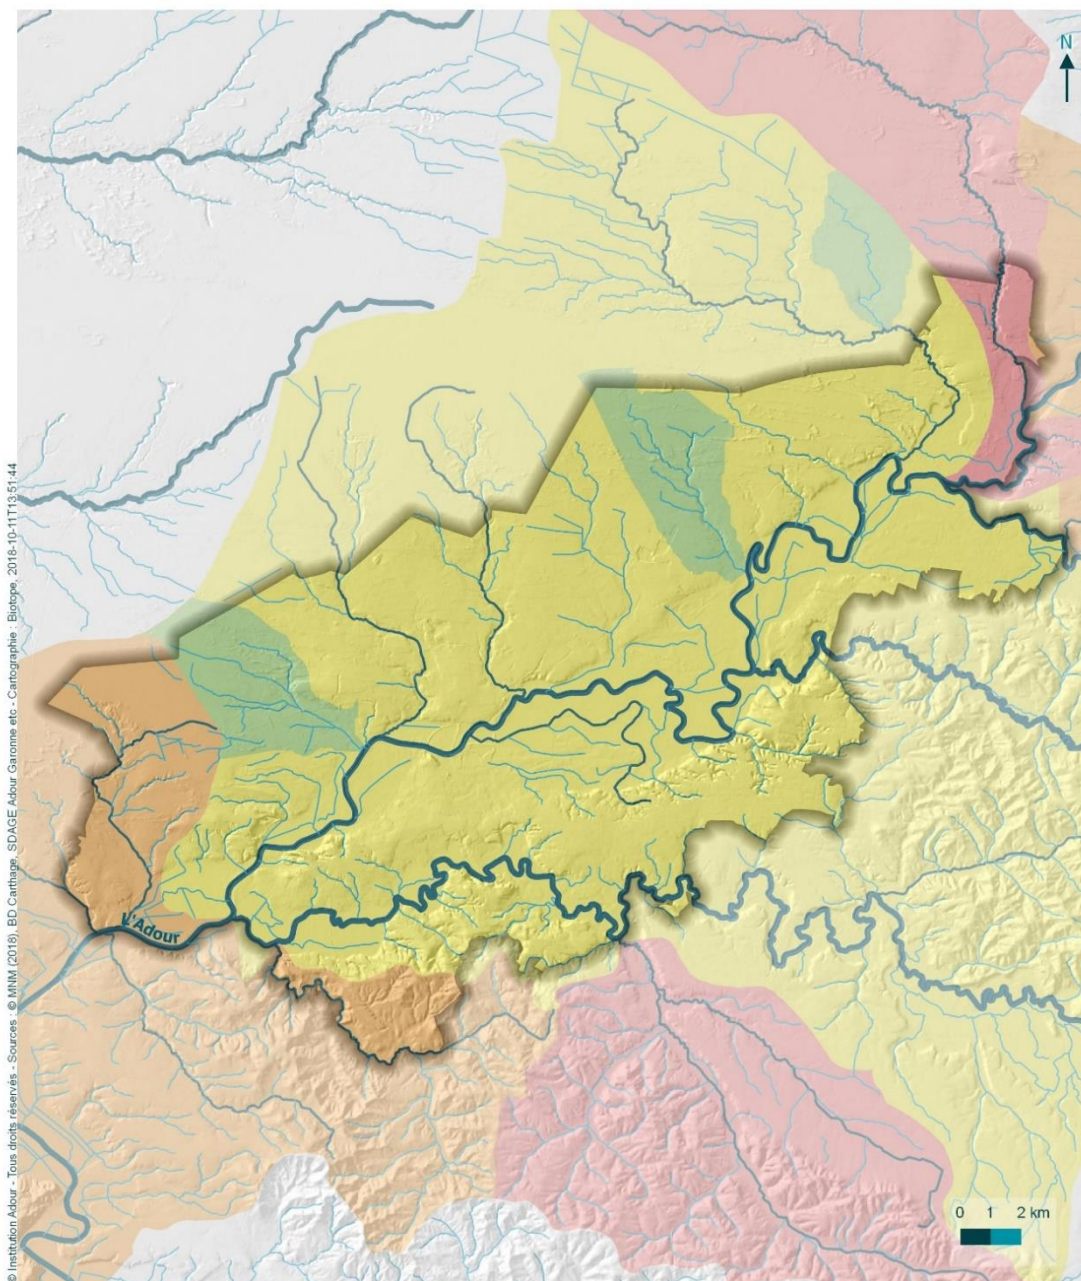 N
L'Adour
0 1 2 km
© Institution Adour - Tous droits réservés - Sources : © MNM (2018), BD Carthage, SDAGE Adour Garonne etc - Cartographie : Biotope, 2018-10-11T13:51:44